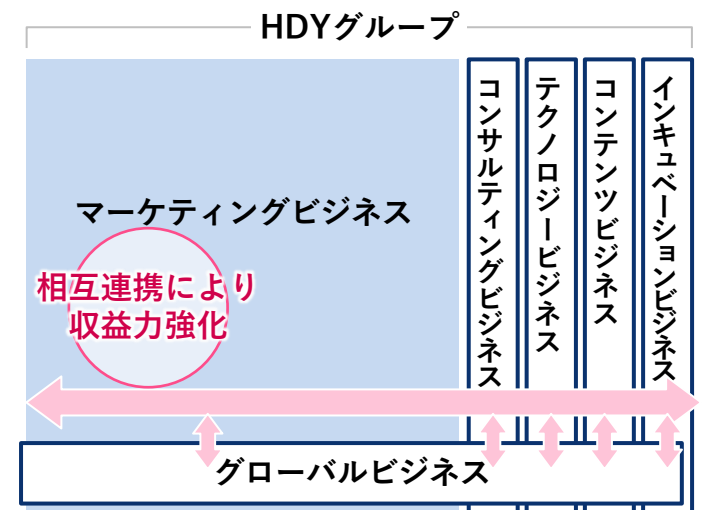 HDYグループ
マーケティングビジネス
相互連携により
収益力強化
コンサルティングビジネス
テクノロジービジネス
コンテンツビジネス
インキュベーションビジネス
グローバルビジネス